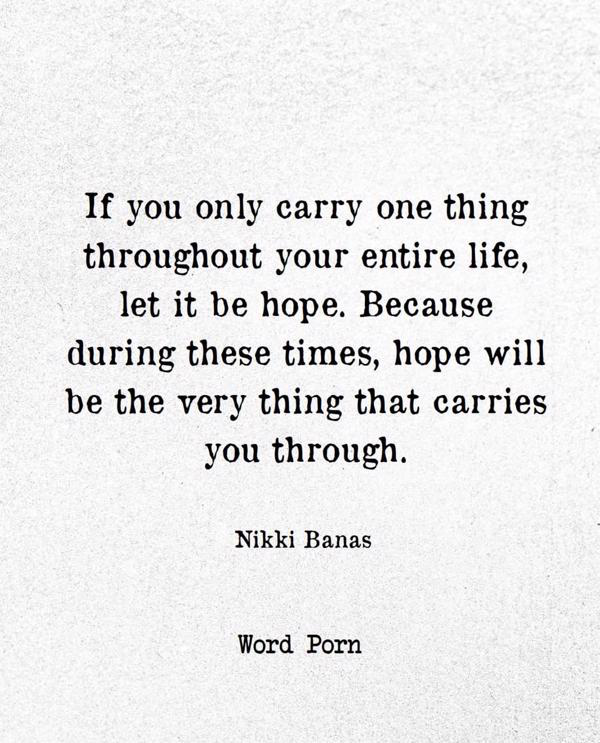 If you only carry one thing
throughout your entire life,
let it be hope. Because
during these times, hope will
be the very thing that carries
you through.
Nikki Banas
Word Porn